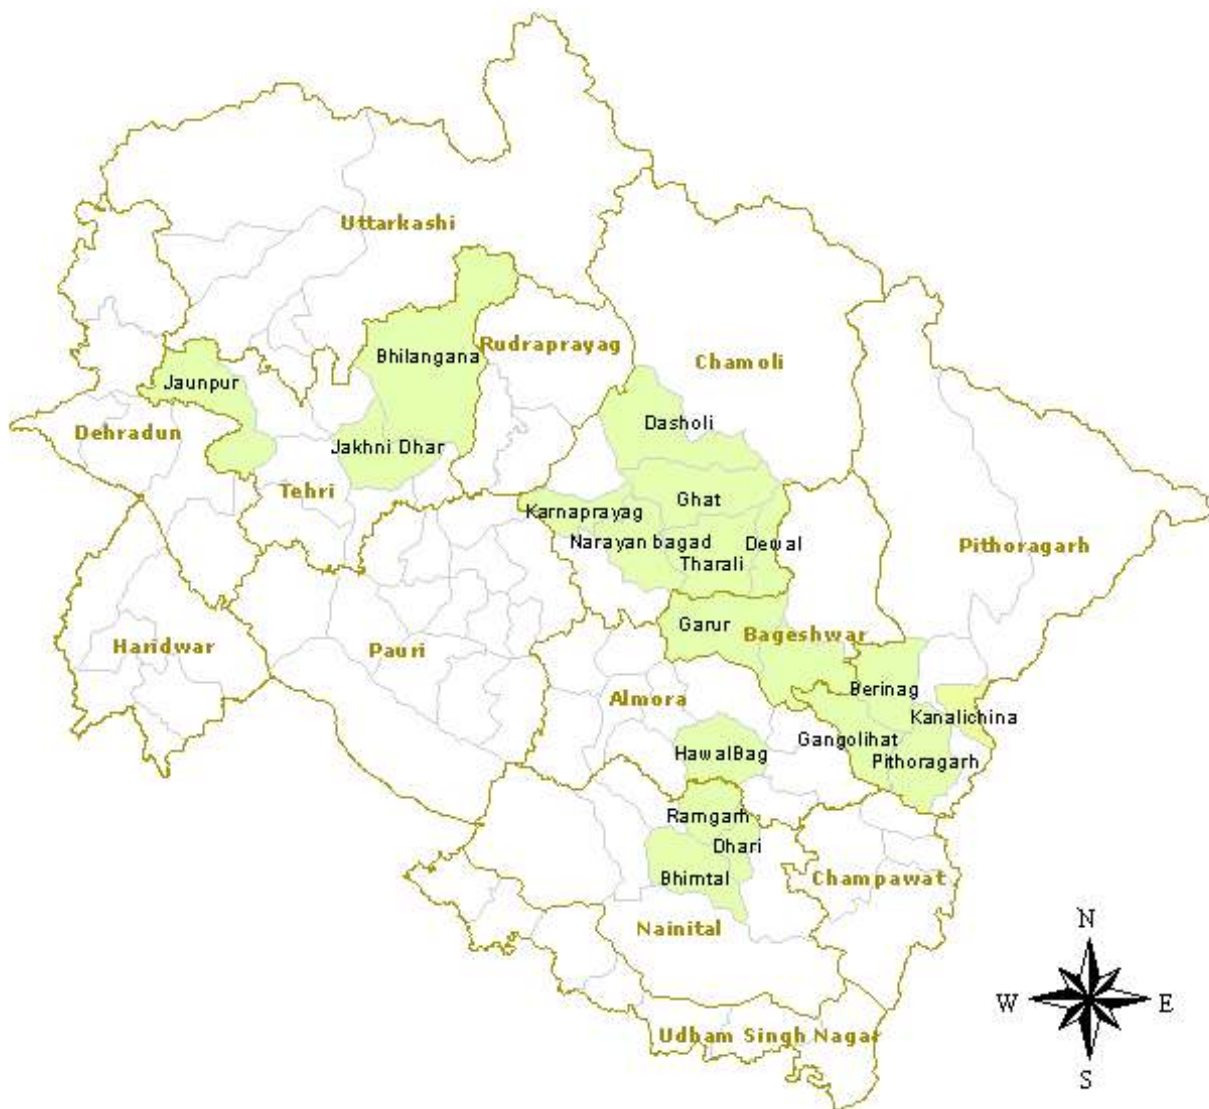 Uttarkashi
Bhilangana
Rudraprayag
Chamoli
Jaunpur
Dehradun
Dasholi
Jakhni Dhar
Tehri
Ghat
Karnaprayag
Narayan bagad
Dewal
Tharali
Pithoragarh
Haridwar
Pauri
Garur
Bageshwar
Almora
Berinag
Kanalichina
Gangolihat
HawalBag
Pithoragarh
Ramgarh
Dhari
Bhimtal
Champawat
Nainital
N
W
E
S
Udham Singh Nagar